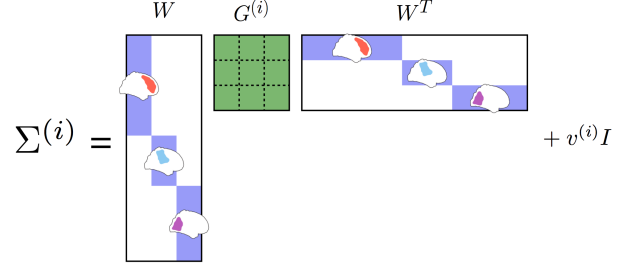 W G^{(i)} W^T
Σ^{(i)} = + v^{(i)} I